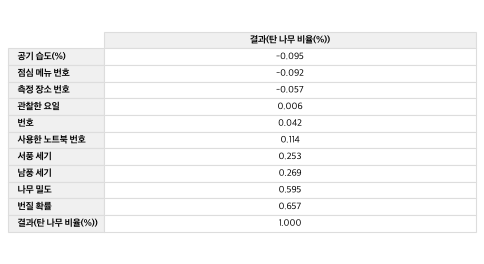 결과(탄 나무 비율(%))
공기 습도(%) -0.095
점심 메뉴 번호 -0.092
측정 장소 번호 -0.057
관찰한 요일 0.006
번호 0.042
사용한 노트북 번호 0.114
서풍 세기 0.253
남풍 세기 0.269
나무 밀도 0.595
번질 확률 0.657
결과(탄 나무 비율(%)) 1.000